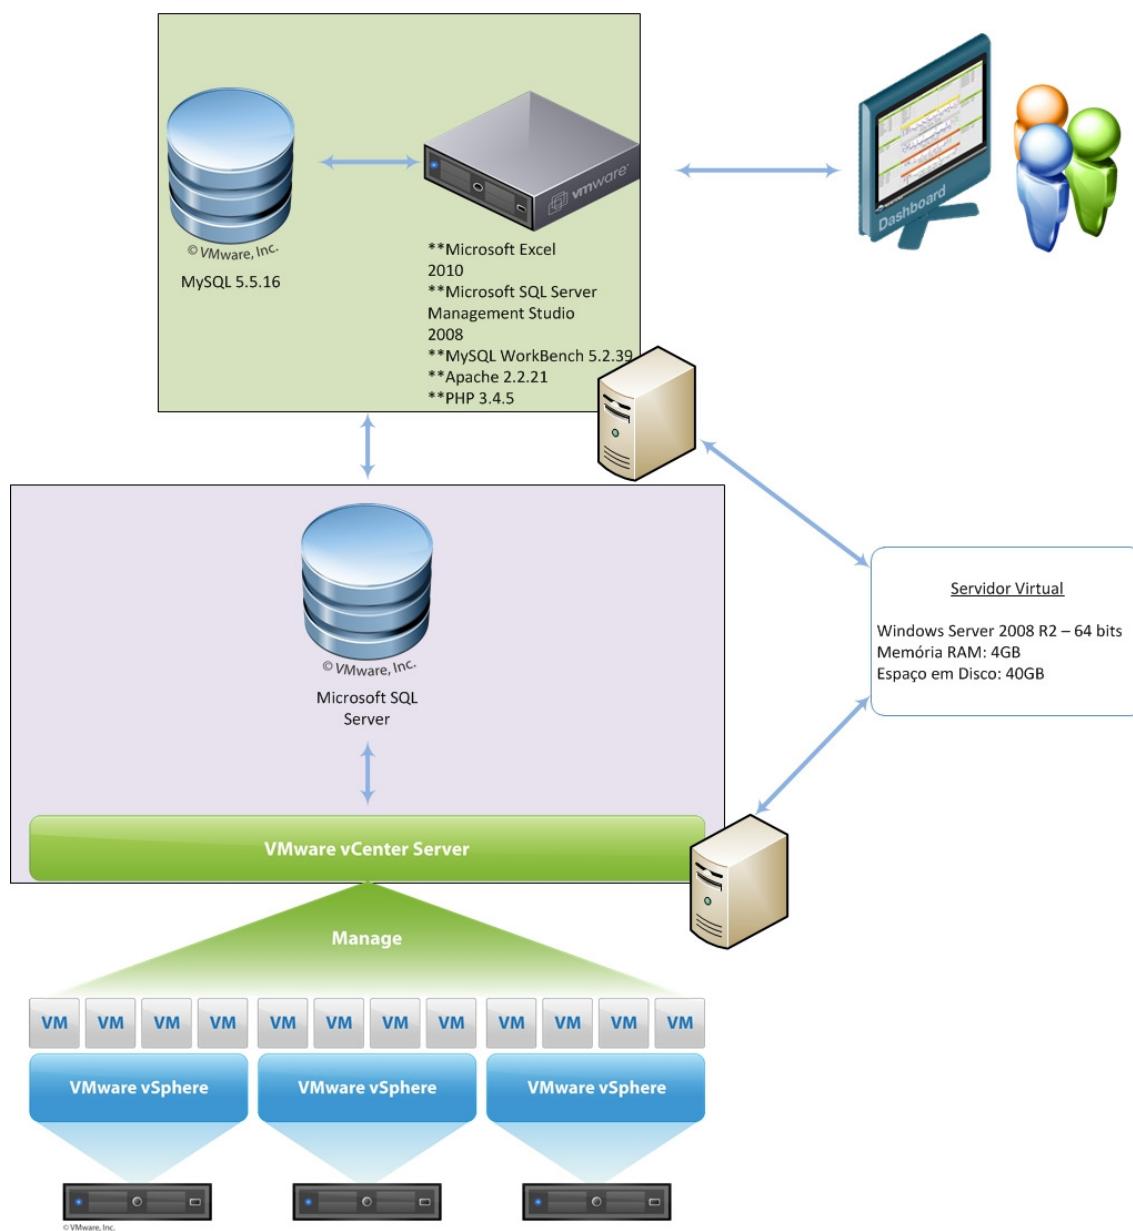 vmware
Dashboard
© VMware, Inc.
MySQL 5.5.16
**Microsoft Excel
2010
**Microsoft SQL Server
Management Studio
2008
**MySQL WorkBench 5.2.39
**Apache 2.2.21
**PHP 3.4.5
© VMware, Inc.
Microsoft SQL
Server
Servidor Virtual
Windows Server 2008 R2 – 64 bits
Memória RAM: 4GB
Espaço em Disco: 40GB
VMware vCenter Server
Manage
VM VM VM VM VM VM VM VM VM VM VM VM
VMware vSphere VMware vSphere VMware vSphere
© VMware, Inc.